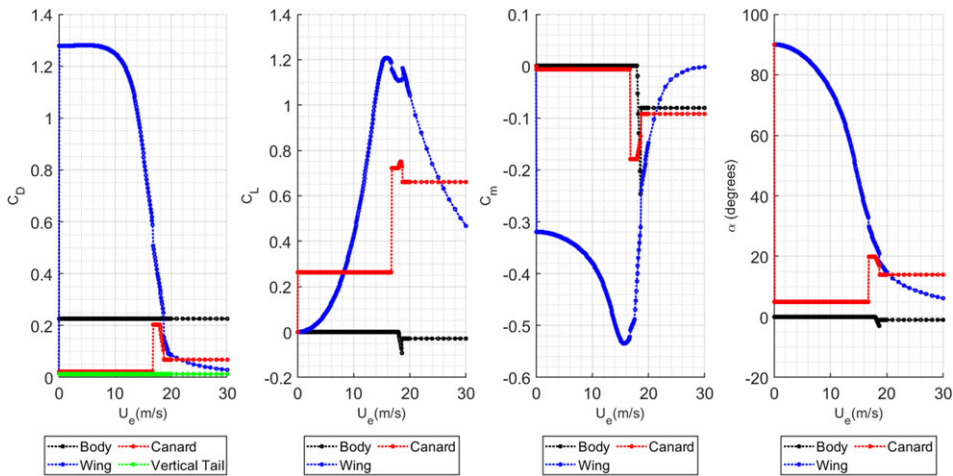 1.4
1.2
1
0.8
0.6
0.4
0.2
0
C_D
0 10 20 30
U_e(m/s)
Body Canard
Wing Vertical Tail
1.4
1.2
1
0.8
0.6
0.4
0.2
0
-0.2
C_L
0 10 20 30
U_e(m/s)
Body Canard
Wing
0.1
0
-0.1
-0.2
-0.3
-0.4
-0.5
-0.6
C_m
0 10 20 30
U_e(m/s)
Body Canard
Wing
100
80
60
40
20
0
-20
α (degrees)
0 10 20 30
U_e(m/s)
Body Canard
Wing